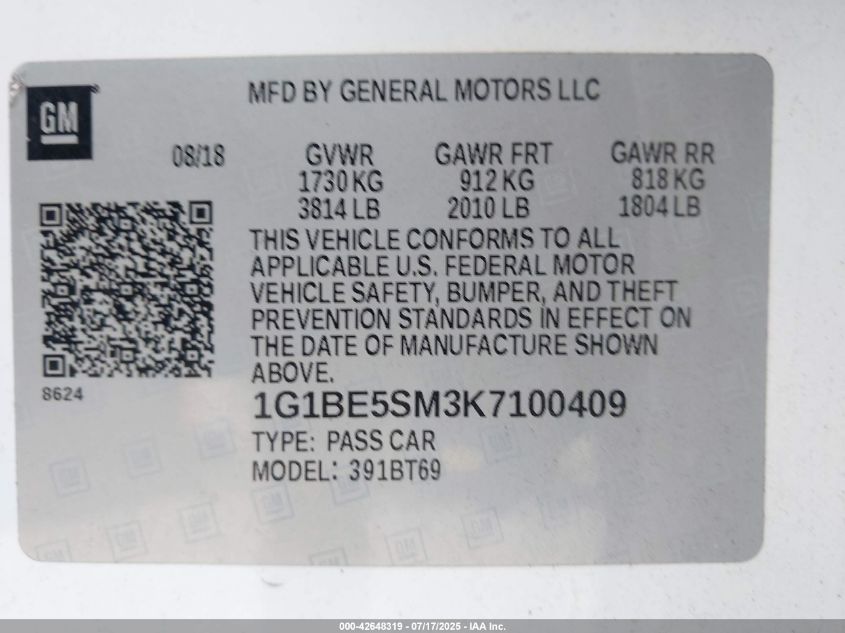 GM
MFD BY GENERAL MOTORS LLC
08/18 GVWR GAWR FRT GAWR RR
1730 KG 912 KG 818 KG
3814 LB 2010 LB 1804 LB
THIS VEHICLE CONFORMS TO ALL
APPLICABLE U.S. FEDERAL MOTOR
VEHICLE SAFETY, BUMPER, AND THEFT
PREVENTION STANDARDS IN EFFECT ON
THE DATE OF MANUFACTURE SHOWN
ABOVE.
8624
1G1BE5SM3K7100409
TYPE: PASS CAR
MODEL: 391BT69
000-42648319 - 07/17/2025 - IAA Inc.